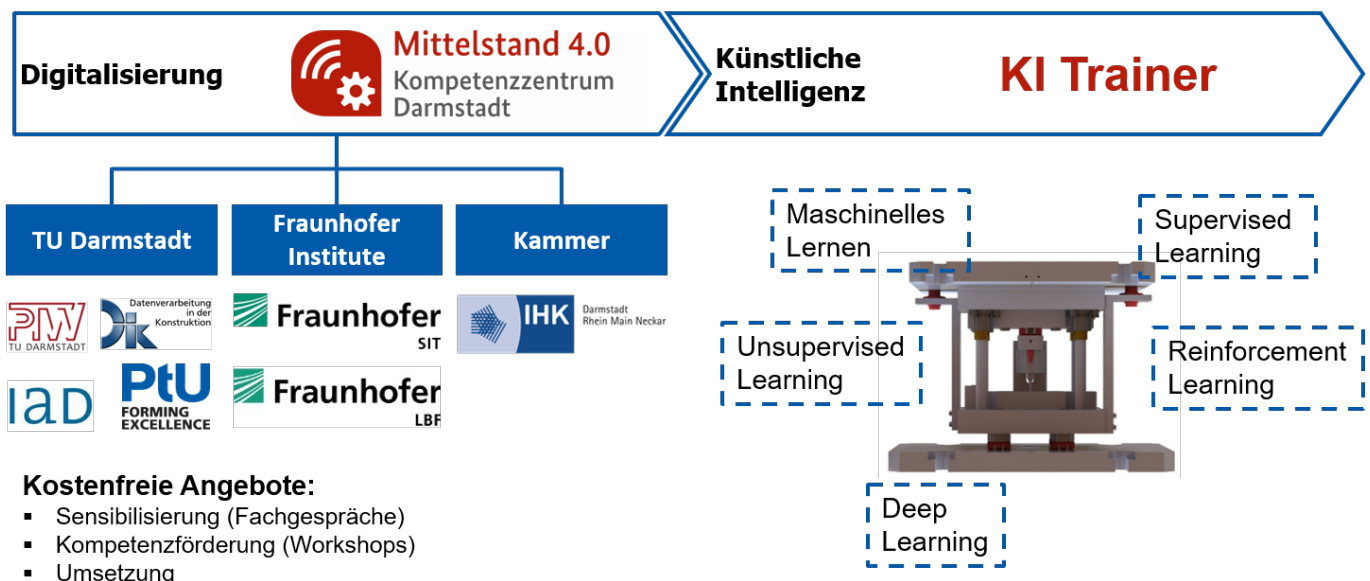 Digitalisierung
Mittelstand 4.0
Kompetenzzentrum
Darmstadt
Künstliche
Intelligenz
KI Trainer
TU Darmstadt
Fraunhofer
Institute
Kammer
PTW
TU DARMSTADT
Datenverarbeitung
in der
Konstruktion
DiK
Fraunhofer
SIT
IHK
Darmstadt
Rhein Main Neckar
IaD
PtU
FORMING
EXCELLENCE
Fraunhofer
LBF
Maschinelles
Lernen
Supervised
Learning
Unsupervised
Learning
Reinforcement
Learning
Deep
Learning
Kostenfreie Angebote:
▪ Sensibilisierung (Fachgespräche)
▪ Kompetenzförderung (Workshops)
▪ Umsetzung